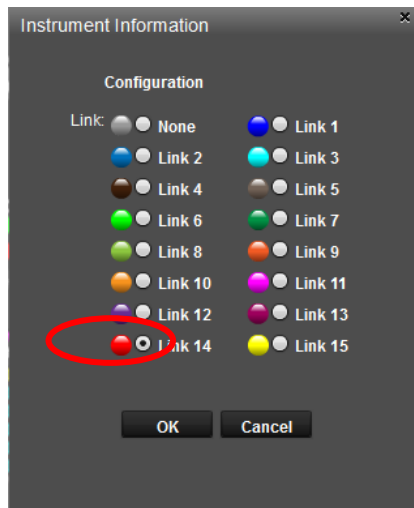 Instrument Information
Configuration
Link: None Link 1
Link 2 Link 3
Link 4 Link 5
Link 6 Link 7
Link 8 Link 9
Link 10 Link 11
Link 12 Link 13
Link 14 Link 15
OK Cancel